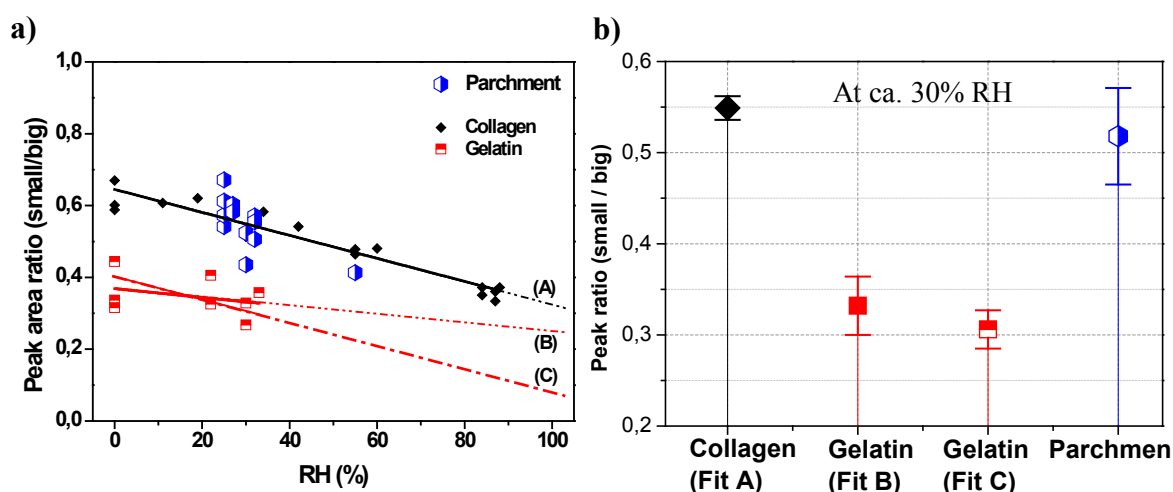 a)
Peak area ratio (small/big)
1,0
0,8
0,6
0,4
0,2
0,0
Parchment
Collagen
Gelatin
(A)
(B)
(C)
0 20 40 60 80 100
RH (%)
b)
Peak ratio (small / big)
0,6
0,5
0,4
0,3
0,2
At ca. 30% RH
Collagen Gelatin Gelatin Parchmen
(Fit A) (Fit B) (Fit C)